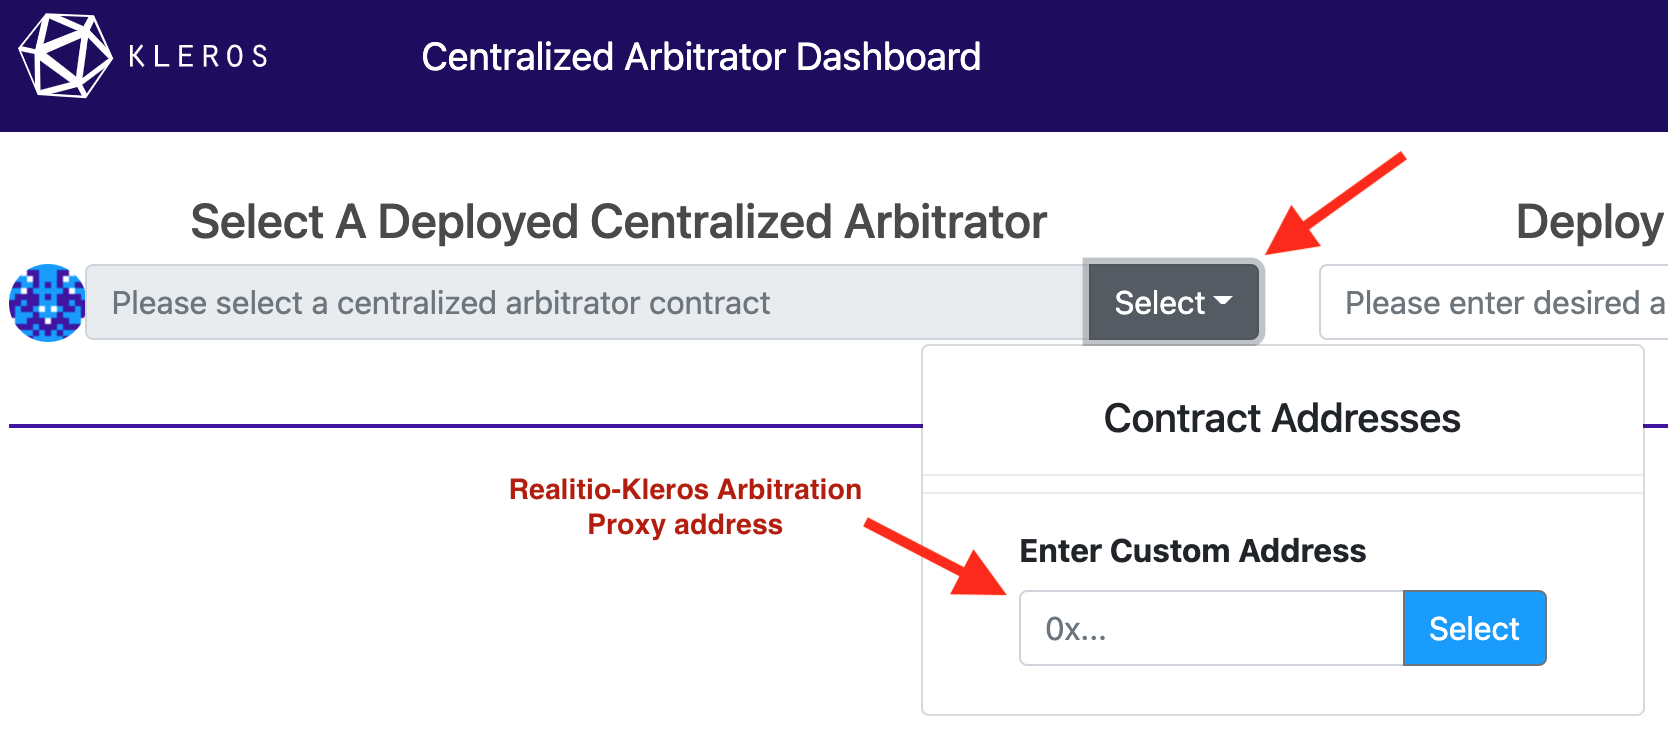 KLEROS
Centralized Arbitrator Dashboard
Select A Deployed Centralized Arbitrator
Deploy
Please select a centralized arbitrator contract
Select
Please enter desired a
Contract Addresses
Realitio-Kleros Arbitration
Proxy address
Enter Custom Address
0x...
Select